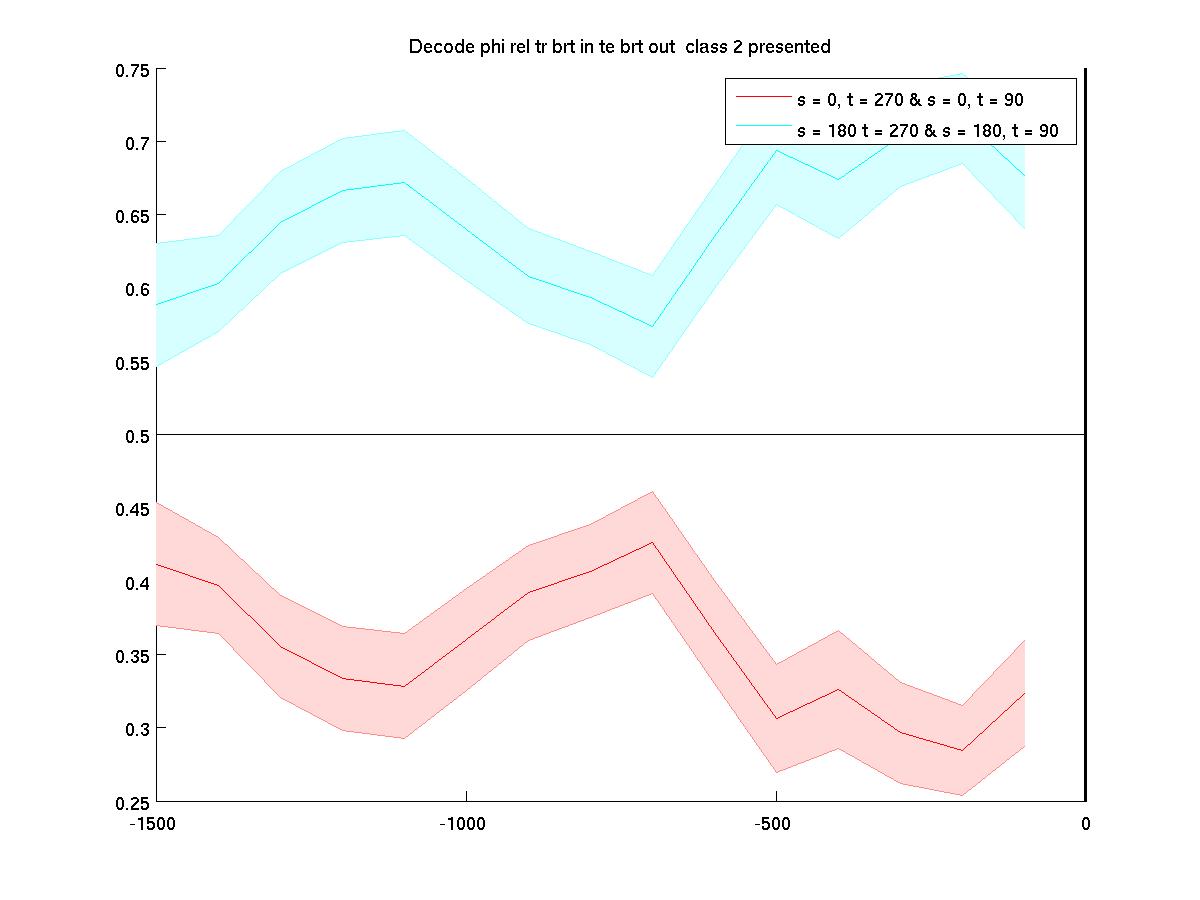 Decode phi rel tr brt in te brt out class 2 presented
0.75
s = 0, t = 270 & s = 0, t = 90
0.7
s = 180 t = 270 & s = 180, t = 90
0.65
0.6
0.55
0.5
0.45
0.4
0.35
0.3
0.25
-1500 -1000 -500 0